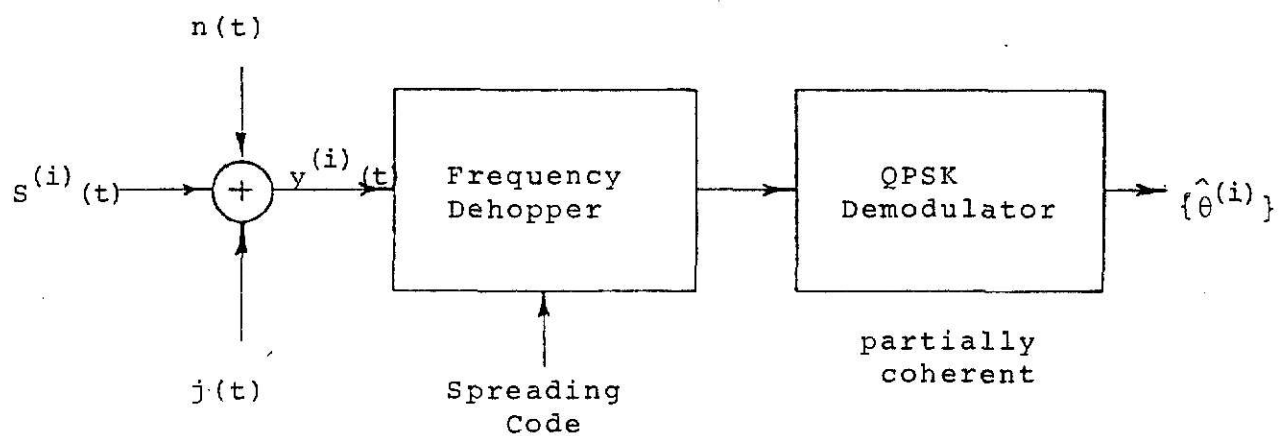 n(t)
S^(i)(t)
+
y^(i)(t)
Frequency
Dehopper
QPSK
Demodulator
{θ̂^(i)}
j(t)
Spreading
Code
partially
coherent